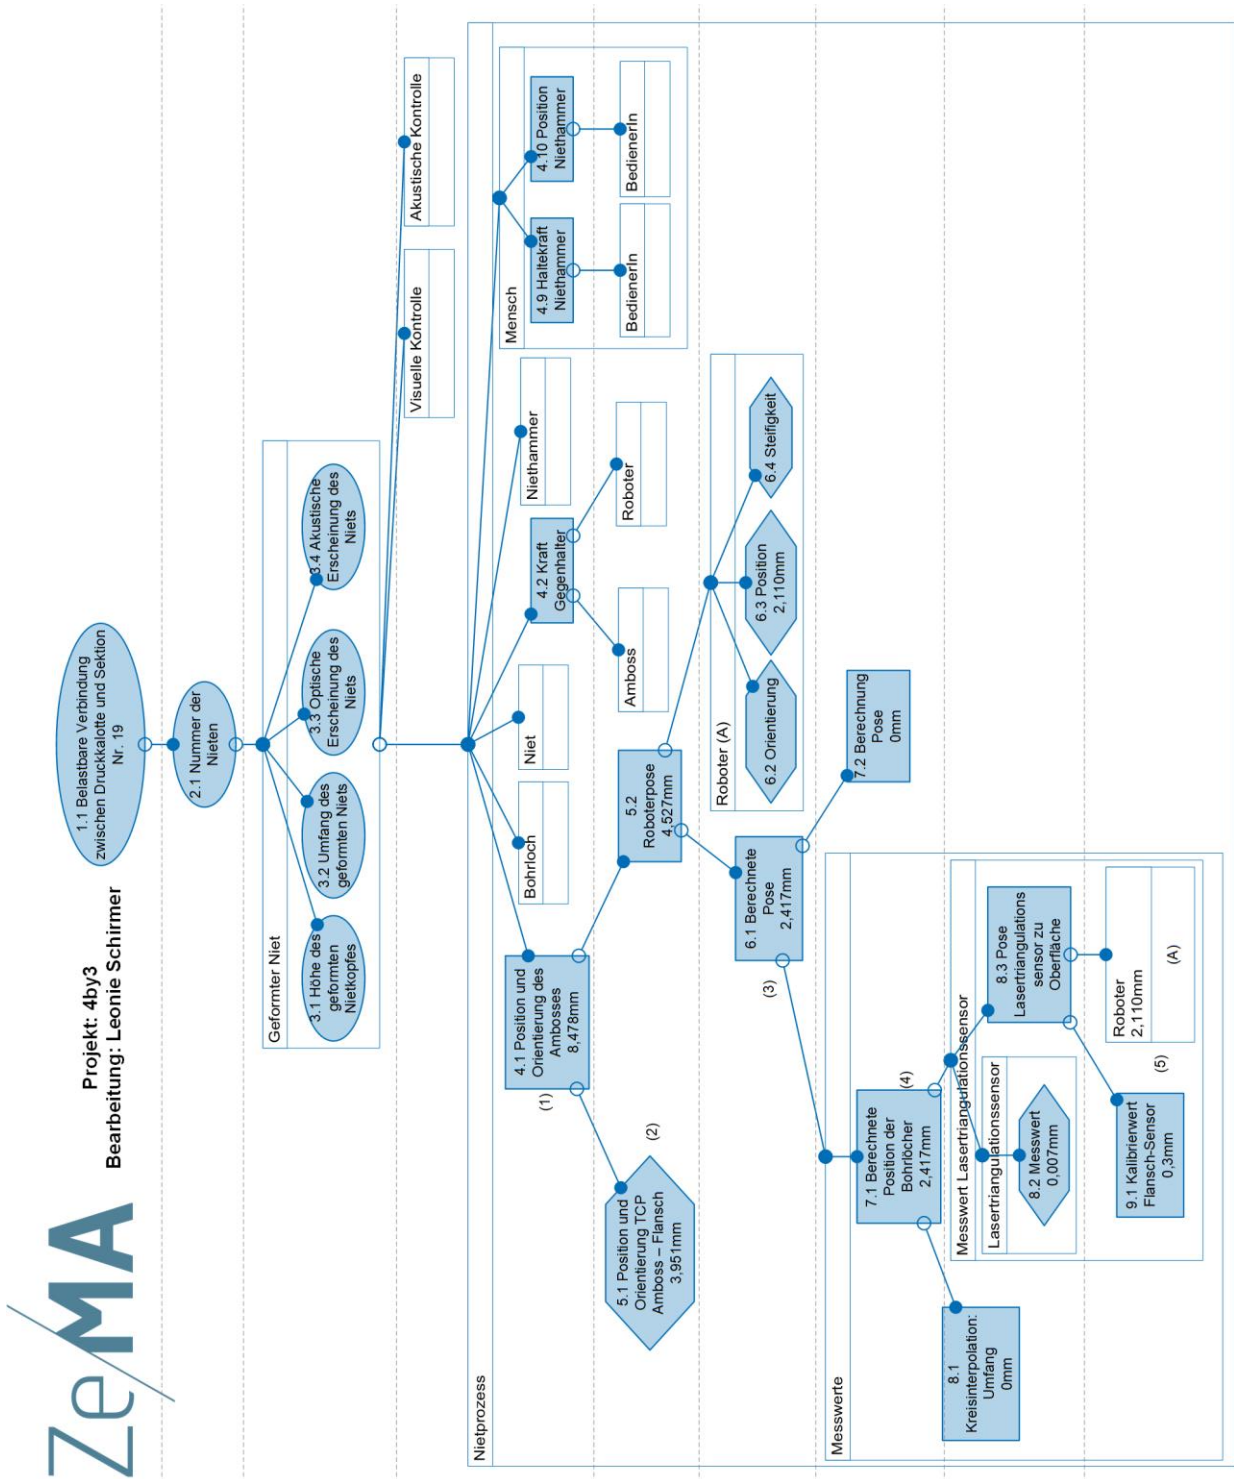 ZeMA
Projekt: 4by3
Bearbeitung: Leonie Schirmer
1.1 Belastbare Verbindung
zwischen Druckkalotte und Sektion
Nr. 19
2.1 Nummer der
Nieten
Geformter Niet
3.1 Höhe des
geformten
Nietkopfes
3.2 Umfang des
geformten Niets
3.3 Optische
Erscheinung des
Niets
3.4 Akustische
Erscheinung des
Niets
Visuelle Kontrolle
Akustische Kontrolle
Nietprozess
4.1 Position und
Orientierung des
Ambosses
8,478mm
(1)
Bohrloch
Niet
4.2 Kraft
Gegenhalter
Niethammer
Mensch
4.9 Haltekraft
Niethammer
4.10 Position
Niethammer
BedienerIn
BedienerIn
5.1 Position und
Orientierung TCP
Amboss – Flansch
3,951mm
(2)
5.2
Roboterpose
4,527mm
Amboss
Roboter
Roboter (A)
6.2 Orientierung
6.3 Position
2,110mm
6.4 Steifigkeit
6.1 Berechnete
Pose
2,417mm
(3)
Messwerte
7.1 Berechnete
Position der
Bohrlöcher
2,417mm
(4)
7.2 Berechnung
Pose
0mm
8.1
Kreisinterpolation:
Umfang
0mm
Messwert Lasertriangulationssensor
Lasertriangulationssensor
8.2 Messwert
0,007mm
8.3 Pose
Lasertriangulations
sensor zu
Oberfläche
9.1 Kalibrierwert
Flansch-Sensor
0,3mm
(5)
Roboter
2,110mm
(A)